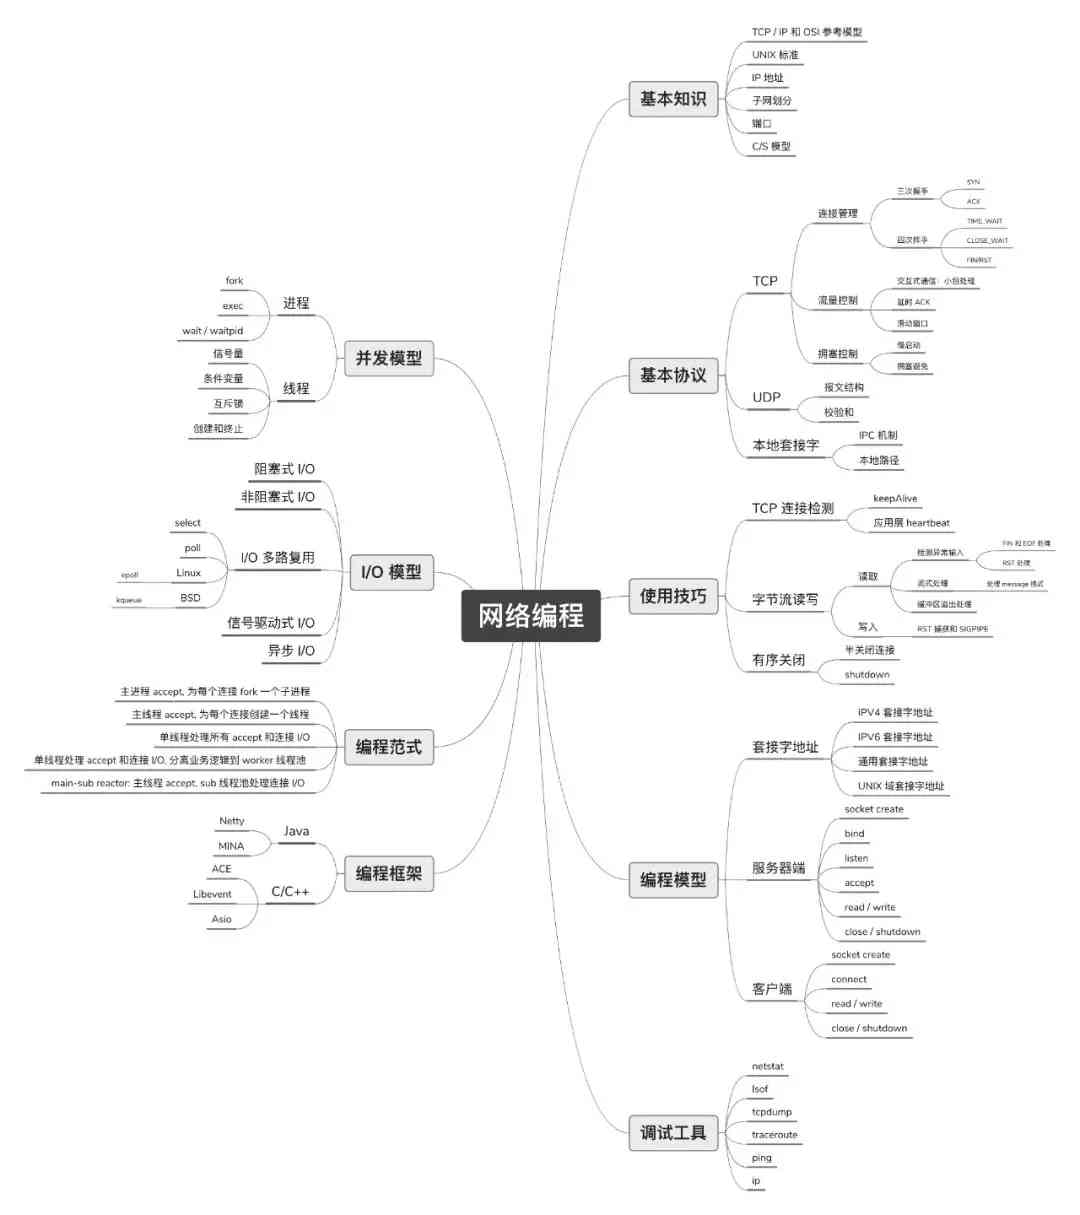 网络编程
基本知识
TCP / IP 和 OSI 参考模型
UNIX 标准
IP 地址
子网划分
端口
C/S 模型
基本协议
TCP
连接管理
三次握手
SYN
ACK
四次挥手
TIME_WAIT
CLOSE_WAIT
FIN/RST
流量控制
交互式通信：小包处理
延时 ACK
滑动窗口
拥塞控制
慢启动
拥塞避免
UDP
报文结构
校验和
本地套接字
IPC 机制
本地路径
使用技巧
TCP 连接检测
keepAlive
应用层 heartbeat
字节流读写
读取
检测异常输入
FIN 和 EOF 处理
RST 处理
流式处理
处理 message 格式
缓冲区溢出处理
写入
RST 捕获和 SIGPIPE
有序关闭
半关闭连接
shutdown
编程模型
套接字地址
IPV4 套接字地址
IPV6 套接字地址
通用套接字地址
UNIX 域套接字地址
服务器端
socket create
bind
listen
accept
read / write
close / shutdown
客户端
socket create
connect
read / write
close / shutdown
调试工具
netstat
lsof
tcpdump
traceroute
ping
ip
并发模型
进程
fork
exec
wait / waitpid
线程
信号量
条件变量
互斥锁
创建和终止
I/O 模型
阻塞式 I/O
非阻塞式 I/O
I/O 多路复用
select
poll
Linux
epoll
BSD
kqueue
信号驱动式 I/O
异步 I/O
编程范式
主进程 accept, 为每个连接 fork 一个子进程
主线程 accept, 为每个连接创建一个线程
单线程处理所有 accept 和连接 I/O
单线程处理 accept 和连接 I/O, 分离业务逻辑到 worker 线程池
main-sub reactor: 主线程 accept, sub 线程池处理连接 I/O
编程框架
Java
Netty
MINA
C/C++
ACE
Libevent
Asio